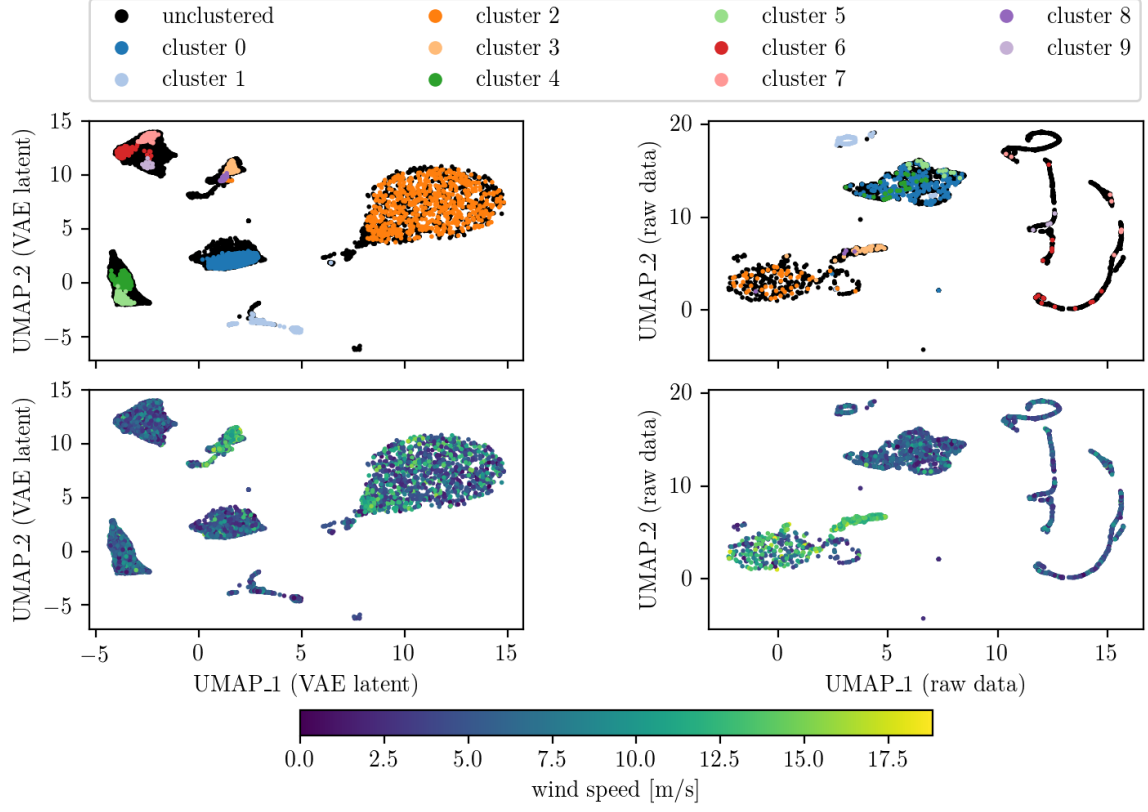 unclustered cluster 2 cluster 5 cluster 8
cluster 0 cluster 3 cluster 6 cluster 9
cluster 1 cluster 4 cluster 7
15
10
5
0
−5
UMAP_2 (VAE latent)
20
10
0
UMAP_2 (raw data)
15
10
5
0
−5
UMAP_2 (VAE latent)
−5 0 5 10 15
UMAP_1 (VAE latent)
20
10
0
UMAP_2 (raw data)
0 5 10 15
UMAP_1 (raw data)
0.0 2.5 5.0 7.5 10.0 12.5 15.0 17.5
wind speed [m/s]